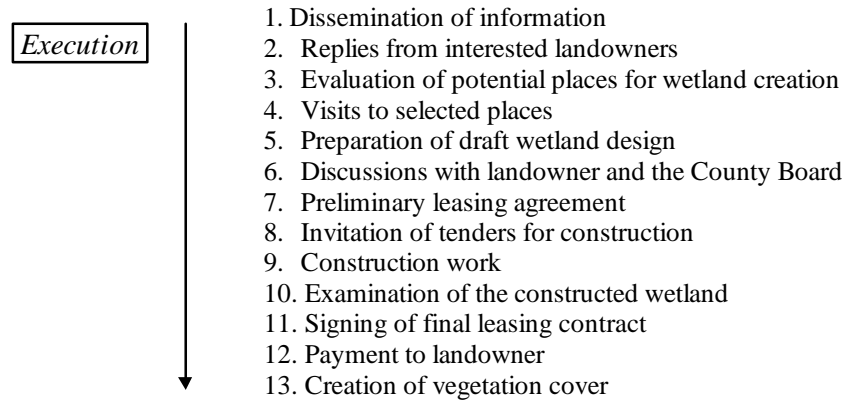 Execution
1. Dissemination of information
2. Replies from interested landowners
3. Evaluation of potential places for wetland creation
4. Visits to selected places
5. Preparation of draft wetland design
6. Discussions with landowner and the County Board
7. Preliminary leasing agreement
8. Invitation of tenders for construction
9. Construction work
10. Examination of the constructed wetland
11. Signing of final leasing contract
12. Payment to landowner
13. Creation of vegetation cover